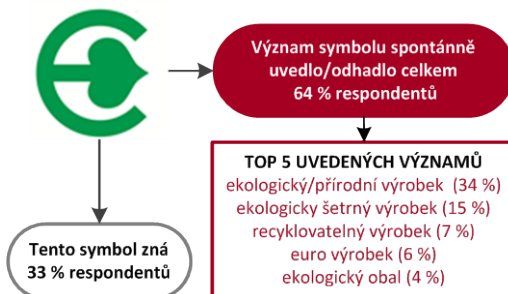 Význam symbolu spontánně
uvedlo/odhadlo celkem
64 % respondentů
TOP 5 UVEDENÝCH VÝZNAMŮ
ekologický/přírodní výrobek (34 %)
ekologicky šetrný výrobek (15 %)
recyklovatelný výrobek (7 %)
euro výrobek (6 %)
ekologický obal (4 %)
Tento symbol zná
33 % respondentů